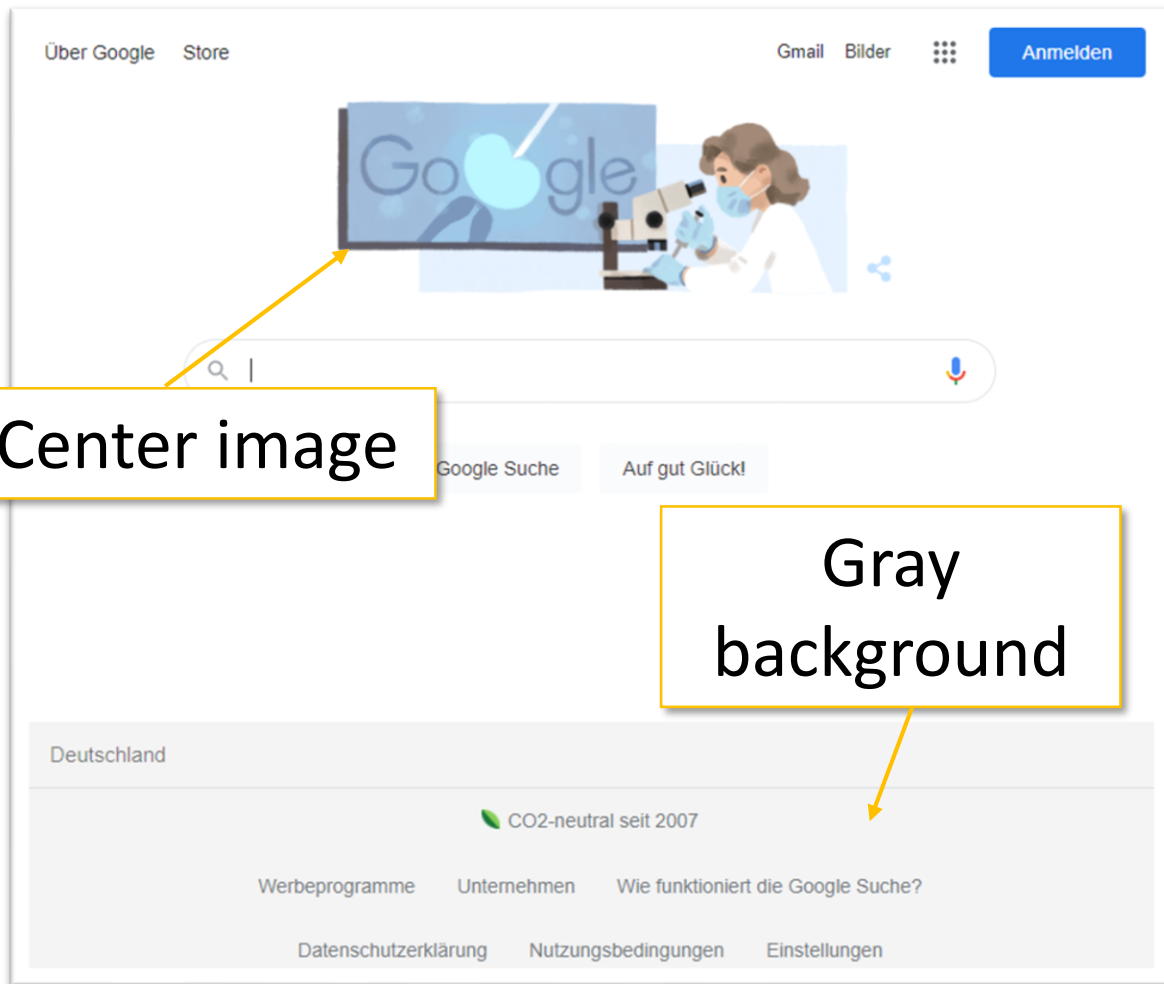 Über Google Store Gmail Bilder Anmelden
Google
Center image
Google Suche Auf gut Glück!
Gray
background
Deutschland
CO2-neutral seit 2007
Werbeprogramme Unternehmen Wie funktioniert die Google Suche?
Datenschutzerklärung Nutzungsbedingungen Einstellungen